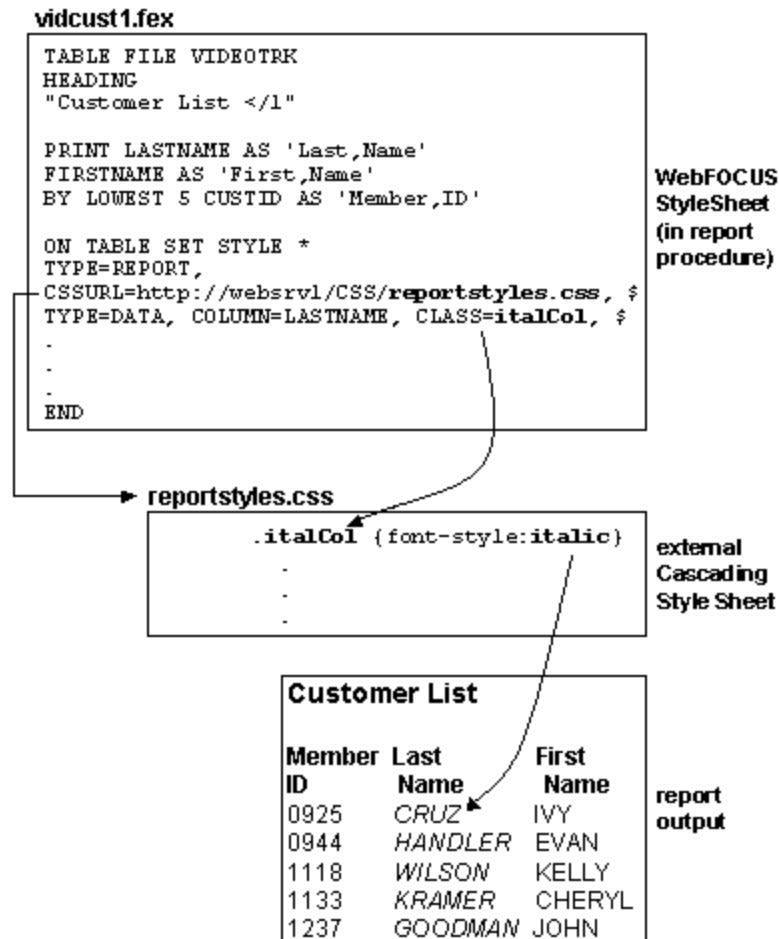 vidcust1.fex
TABLE FILE VIDEOTRK
HEADING
"Customer List </1"
PRINT LASTNAME AS 'Last,Name'
FIRSTNAME AS 'First,Name'
BY LOWEST 5 CUSTID AS 'Member,ID'
ON TABLE SET STYLE *
TYPE=REPORT,
CSSURL=http://websrv1/CSS/reportstyles.css, $
TYPE=DATA, COLUMN=LASTNAME, CLASS=italCol, $
.
.
.
END
WebFOCUS
StyleSheet
(in report
procedure)
reportstyles.css
.italCol {font-style:italic}
.
.
.
external
Cascading
Style Sheet
Customer List
Member Last First
ID Name Name
0925 CRUZ IVY
0944 HANDLER EVAN
1118 WILSON KELLY
1133 KRAMER CHERYL
1237 GOODMAN JOHN
report
output